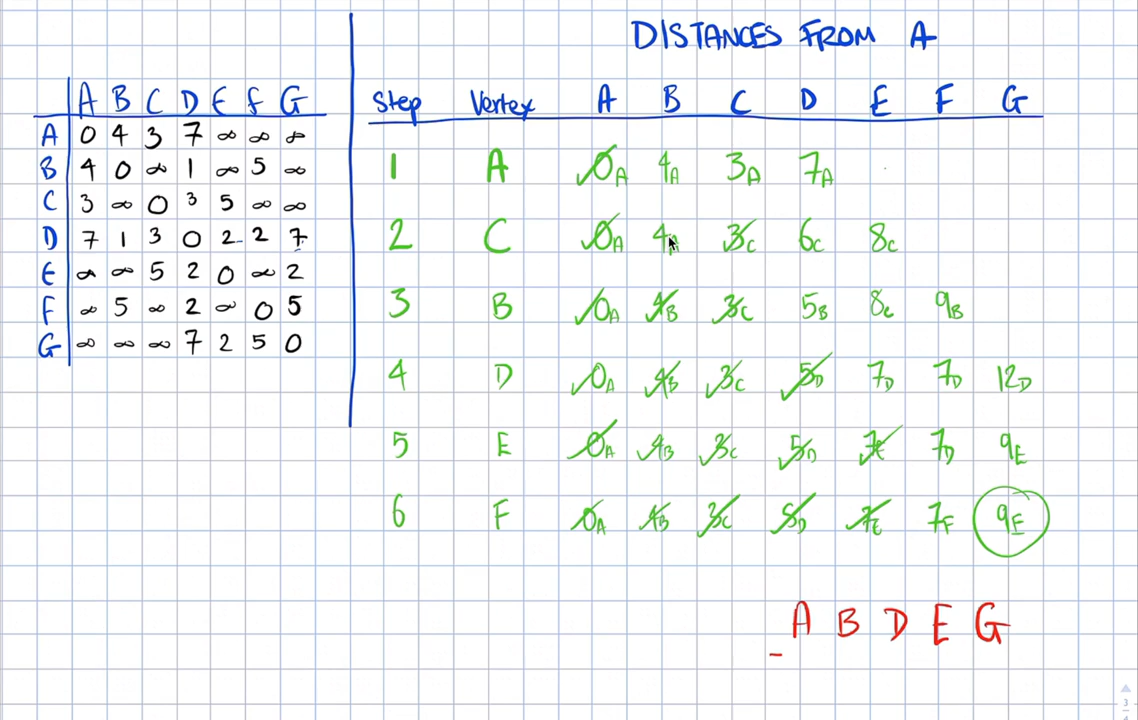 DISTANCES FROM A
A B C D E F G
A 0 4 3 7 ∞ ∞ ∞
B 4 0 ∞ 1 ∞ 5 ∞
C 3 ∞ 0 3 5 ∞ ∞
D 7 1 3 0 2 2 7
E ∞ ∞ 5 2 0 ∞ 2
F ∞ 5 ∞ 2 ∞ 0 5
G ∞ ∞ ∞ 7 2 5 0
Step Vertex A B C D E F G
1 A 0A 4A 3A 7A
2 C 0A 4A 3C 6C 8C
3 B 0A 4B 3C 5B 8C 9B
4 D 0A 4B 3C 5D 7D 7D 12D
5 E 0A 4B 3C 5D 7E 7D 9E
6 F 0A 4B 3C 5D 7E 7F 9E
A B D E G
3